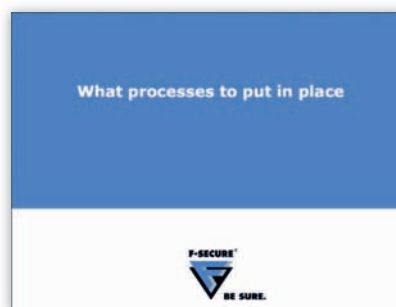 What processes to put in place
F-SECURE®
BE SURE.